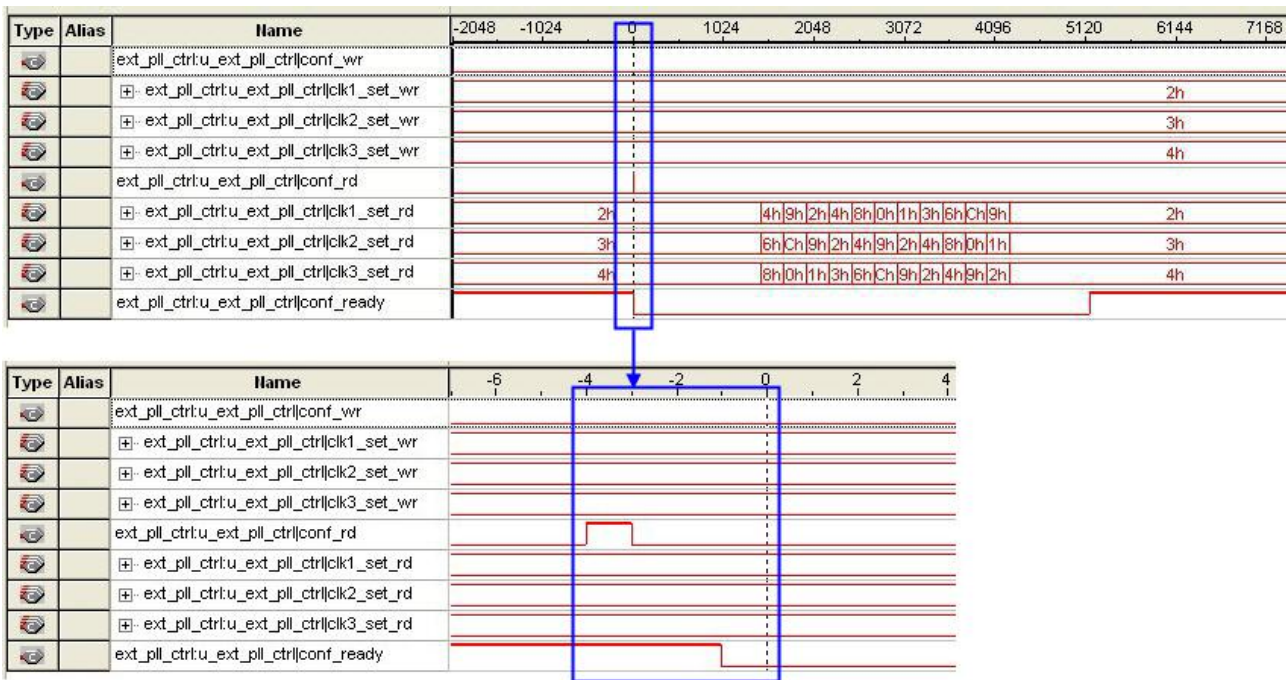 Type Alias Name -2048 -1024 0 1024 2048 3072 4096 5120 6144 7168
ext_pll_ctrl:u_ext_pll_ctrl|conf_wr
ext_pll_ctrl:u_ext_pll_ctrl|clk1_set_wr 2h
ext_pll_ctrl:u_ext_pll_ctrl|clk2_set_wr 3h
ext_pll_ctrl:u_ext_pll_ctrl|clk3_set_wr 4h
ext_pll_ctrl:u_ext_pll_ctrl|conf_rd
ext_pll_ctrl:u_ext_pll_ctrl|clk1_set_rd 2h 4h 9h 2h 4h 8h 0h 1h 3h 6h Ch 9h 2h
ext_pll_ctrl:u_ext_pll_ctrl|clk2_set_rd 3h 6h Ch 9h 2h 4h 9h 2h 4h 8h 0h 1h 3h
ext_pll_ctrl:u_ext_pll_ctrl|clk3_set_rd 4h 8h 0h 1h 3h 6h Ch 9h 2h 4h 9h 2h 4h
ext_pll_ctrl:u_ext_pll_ctrl|conf_ready
Type Alias Name -6 -4 -2 0 2 4
ext_pll_ctrl:u_ext_pll_ctrl|conf_wr
ext_pll_ctrl:u_ext_pll_ctrl|clk1_set_wr
ext_pll_ctrl:u_ext_pll_ctrl|clk2_set_wr
ext_pll_ctrl:u_ext_pll_ctrl|clk3_set_wr
ext_pll_ctrl:u_ext_pll_ctrl|conf_rd
ext_pll_ctrl:u_ext_pll_ctrl|clk1_set_rd
ext_pll_ctrl:u_ext_pll_ctrl|clk2_set_rd
ext_pll_ctrl:u_ext_pll_ctrl|clk3_set_rd
ext_pll_ctrl:u_ext_pll_ctrl|conf_ready